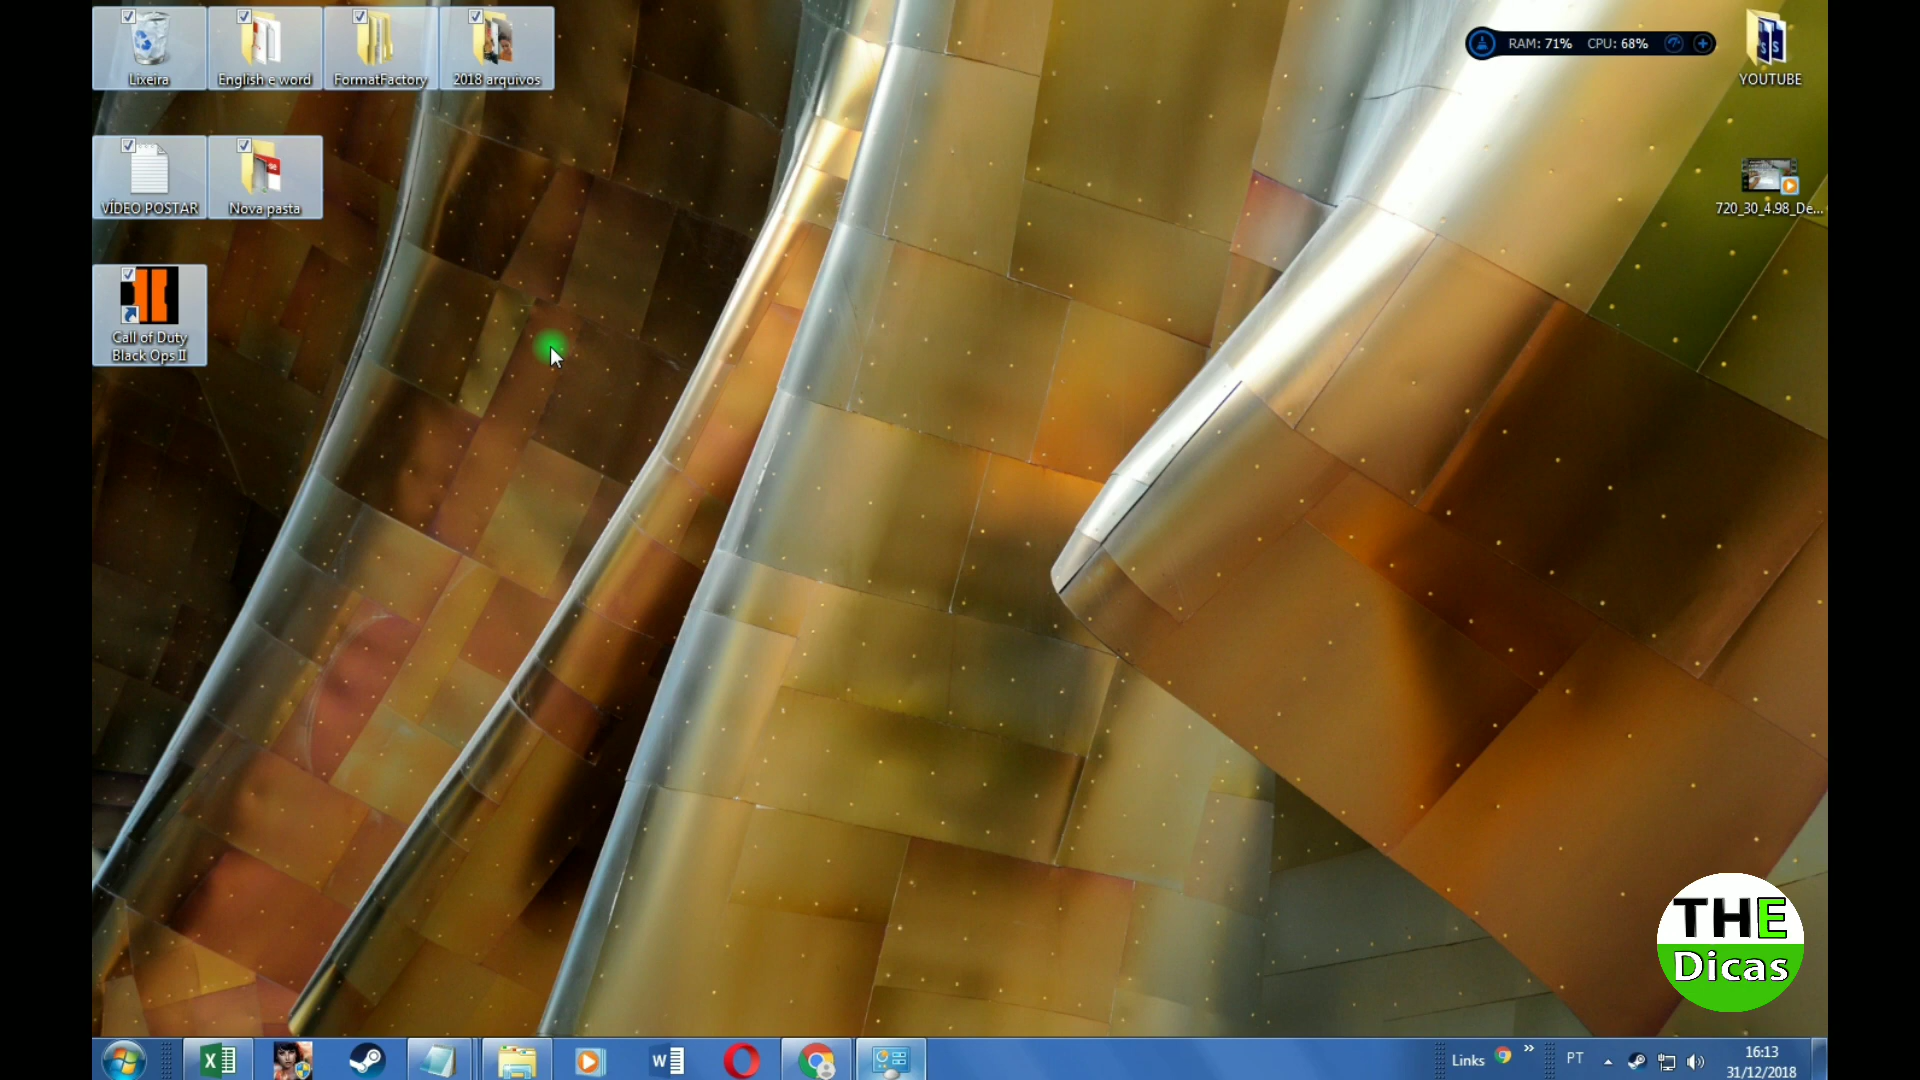 Lixeira
English e word
FormatFactory
2018 arquivos
RAM: 71% CPU: 68%
YOUTUBE
VÍDEO POSTAR
Nova pasta
720_30_4.98_De...
Call of Duty
Black Ops II
THE
Dicas
Links
»
PT
16:13
31/12/2018